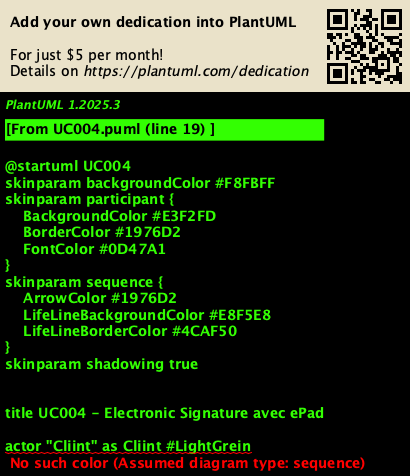 Add your own dedication into PlantUML
For just $5 per month!
Details on https://plantuml.com/dedication
PlantUML 1.2025.3
[From UC004.puml (line 19) ]
@startuml UC004
skinparam backgroundColor #F8FBFF
skinparam participant {
BackgroundColor #E3F2FD
BorderColor #1976D2
FontColor #0D47A1
}
skinparam sequence {
ArrowColor #1976D2
LifeLineBackgroundColor #E8F5E8
LifeLineBorderColor #4CAF50
}
skinparam shadowing true
title UC004 - Electronic Signature avec ePad
actor "Cliint" as Cliint #LightGrein
No such color (Assumed diagram type: sequence)